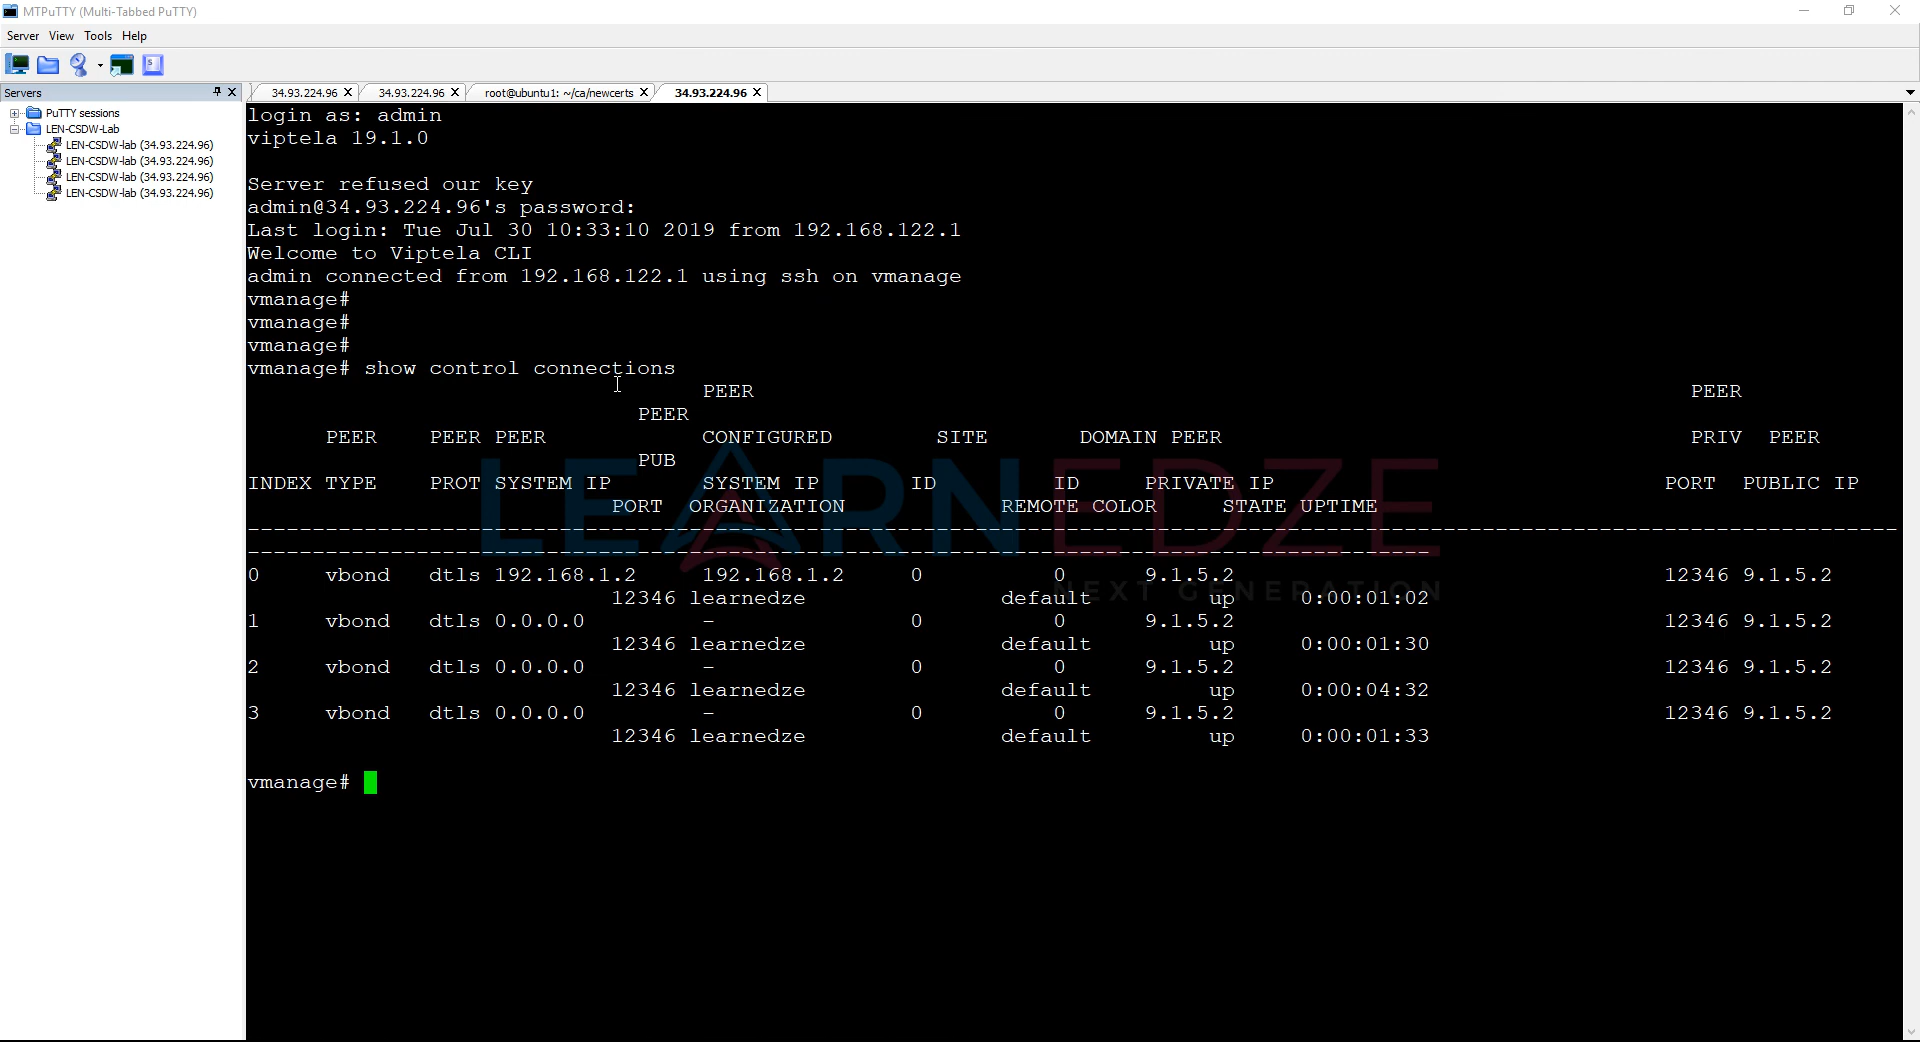 MTPuTTY (Multi-Tabbed PuTTY)
Server View Tools Help
Servers
PuTTY sessions
LEN-CSDW-Lab
LEN-CSDW-lab (34.93.224.96)
LEN-CSDW-lab (34.93.224.96)
LEN-CSDW-lab (34.93.224.96)
LEN-CSDW-lab (34.93.224.96)
34.93.224.96 34.93.224.96 root@ubuntu1: ~/ca/newcerts 34.93.224.96
login as: admin
viptela 19.1.0
Server refused our key
admin@34.93.224.96's password:
Last login: Tue Jul 30 10:33:10 2019 from 192.168.122.1
Welcome to Viptela CLI
admin connected from 192.168.122.1 using ssh on vmanage
vmanage#
vmanage#
vmanage#
vmanage# show control connections
PEER PEER
PEER
PEER PEER PEER CONFIGURED SITE DOMAIN PEER PRIV PEER
PUB
INDEX TYPE PROT SYSTEM IP SYSTEM IP ID ID PRIVATE IP PORT PUBLIC IP
PORT ORGANIZATION REMOTE COLOR STATE UPTIME
--------------------------------------------------------------------------------------------------------------------------------
--------------------------------------------------------------------------------------------
0 vbond dtls 192.168.1.2 192.168.1.2 0 0 9.1.5.2 12346 9.1.5.2
12346 learnedze default up 0:00:01:02
1 vbond dtls 0.0.0.0 - 0 0 9.1.5.2 12346 9.1.5.2
12346 learnedze default up 0:00:01:30
2 vbond dtls 0.0.0.0 - 0 0 9.1.5.2 12346 9.1.5.2
12346 learnedze default up 0:00:04:32
3 vbond dtls 0.0.0.0 - 0 0 9.1.5.2 12346 9.1.5.2
12346 learnedze default up 0:00:01:33
vmanage#
LEARNEDZE
NEXT GENERATION